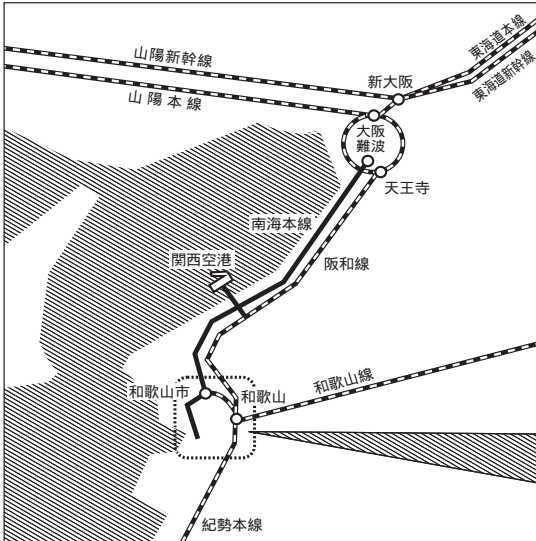 山陽新幹線
山陽本線
東海道本線
東海道新幹線
新大阪
大阪
難波
天王寺
南海本線
関西空港
阪和線
和歌山市
和歌山
和歌山線
紀勢本線